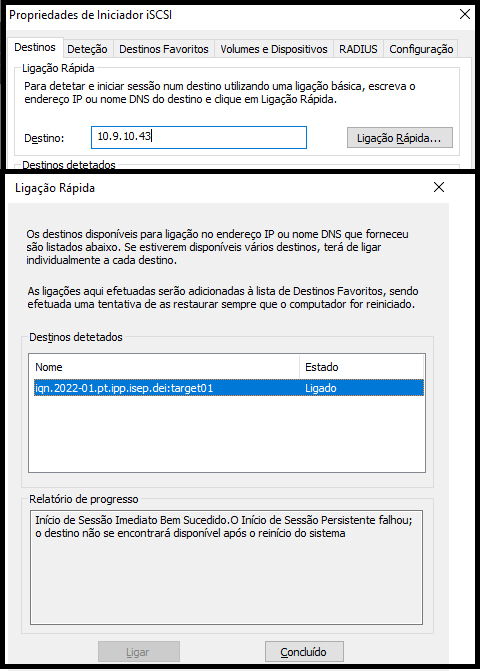 Propriedades de Iniciador iSCSI
Destinos Deteção Destinos Favoritos Volumes e Dispositivos RADIUS Configuração
Ligação Rápida
Para detetar e iniciar sessão num destino utilizando uma ligação básica, escreva o
endereço IP ou nome DNS do destino e clique em Ligação Rápida.
Destino: 10.9.10.43 Ligação Rápida...
Destinos detetados
Ligação Rápida
Os destinos disponíveis para ligação no endereço IP ou nome DNS que forneceu
são listados abaixo. Se estiverem disponíveis vários destinos, terá de ligar
individualmente a cada destino.
As ligações aqui efetuadas serão adicionadas à lista de Destinos Favoritos, sendo
efetuada uma tentativa de as restaurar sempre que o computador for reiniciado.
Destinos detetados
Nome Estado
iqn.2022-01.pt.ipp.isep.dei:target01 Ligado
Relatório de progresso
Início de Sessão Imediato Bem Sucedido.O Início de Sessão Persistente falhou;
o destino não se encontrará disponível após o reinício do sistema
Ligar Concluído